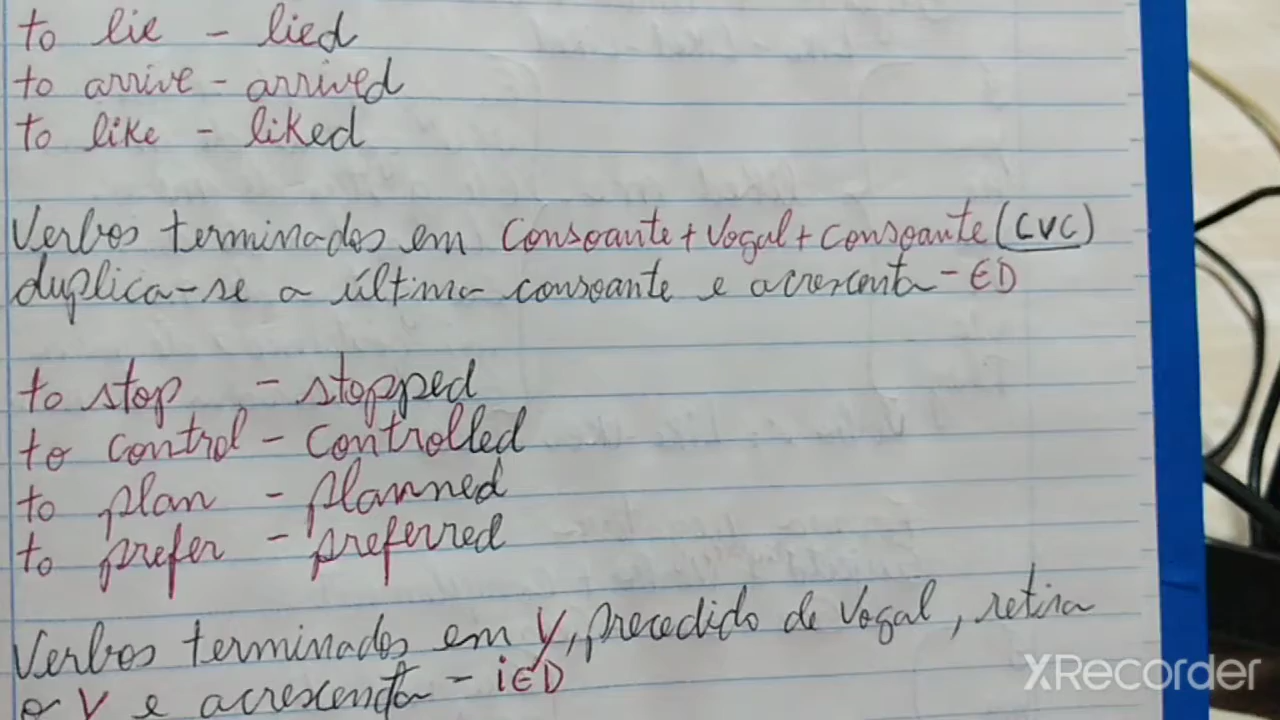 to lie - lied
to arrive - arrived
to like - liked
Verbos terminados em consoante + vogal + consoante (CVC)
duplica-se a última consoante e acrescenta - ED
to stop - stopped
to control - controlled
to plan - planned
to prefer - preferred
Verbos terminados em y, precedido de vogal, retira
o y e acrescenta - iED
XRecorder